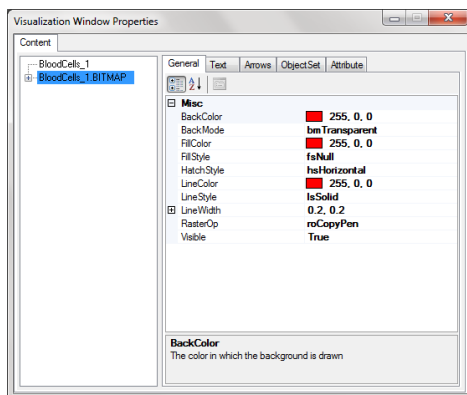 Visualization Window Properties
Content
BloodCells_1
BloodCells_1.BITMAP
General Text Arrows ObjectSet Attribute
Misc
BackColor 255, 0, 0
BackMode bmTransparent
FillColor 255, 0, 0
FillStyle fsNull
HatchStyle hsHorizontal
LineColor 255, 0, 0
LineStyle lsSolid
LineWidth 0.2, 0.2
RasterOp roCopyPen
Visible True
BackColor
The color in which the background is drawn